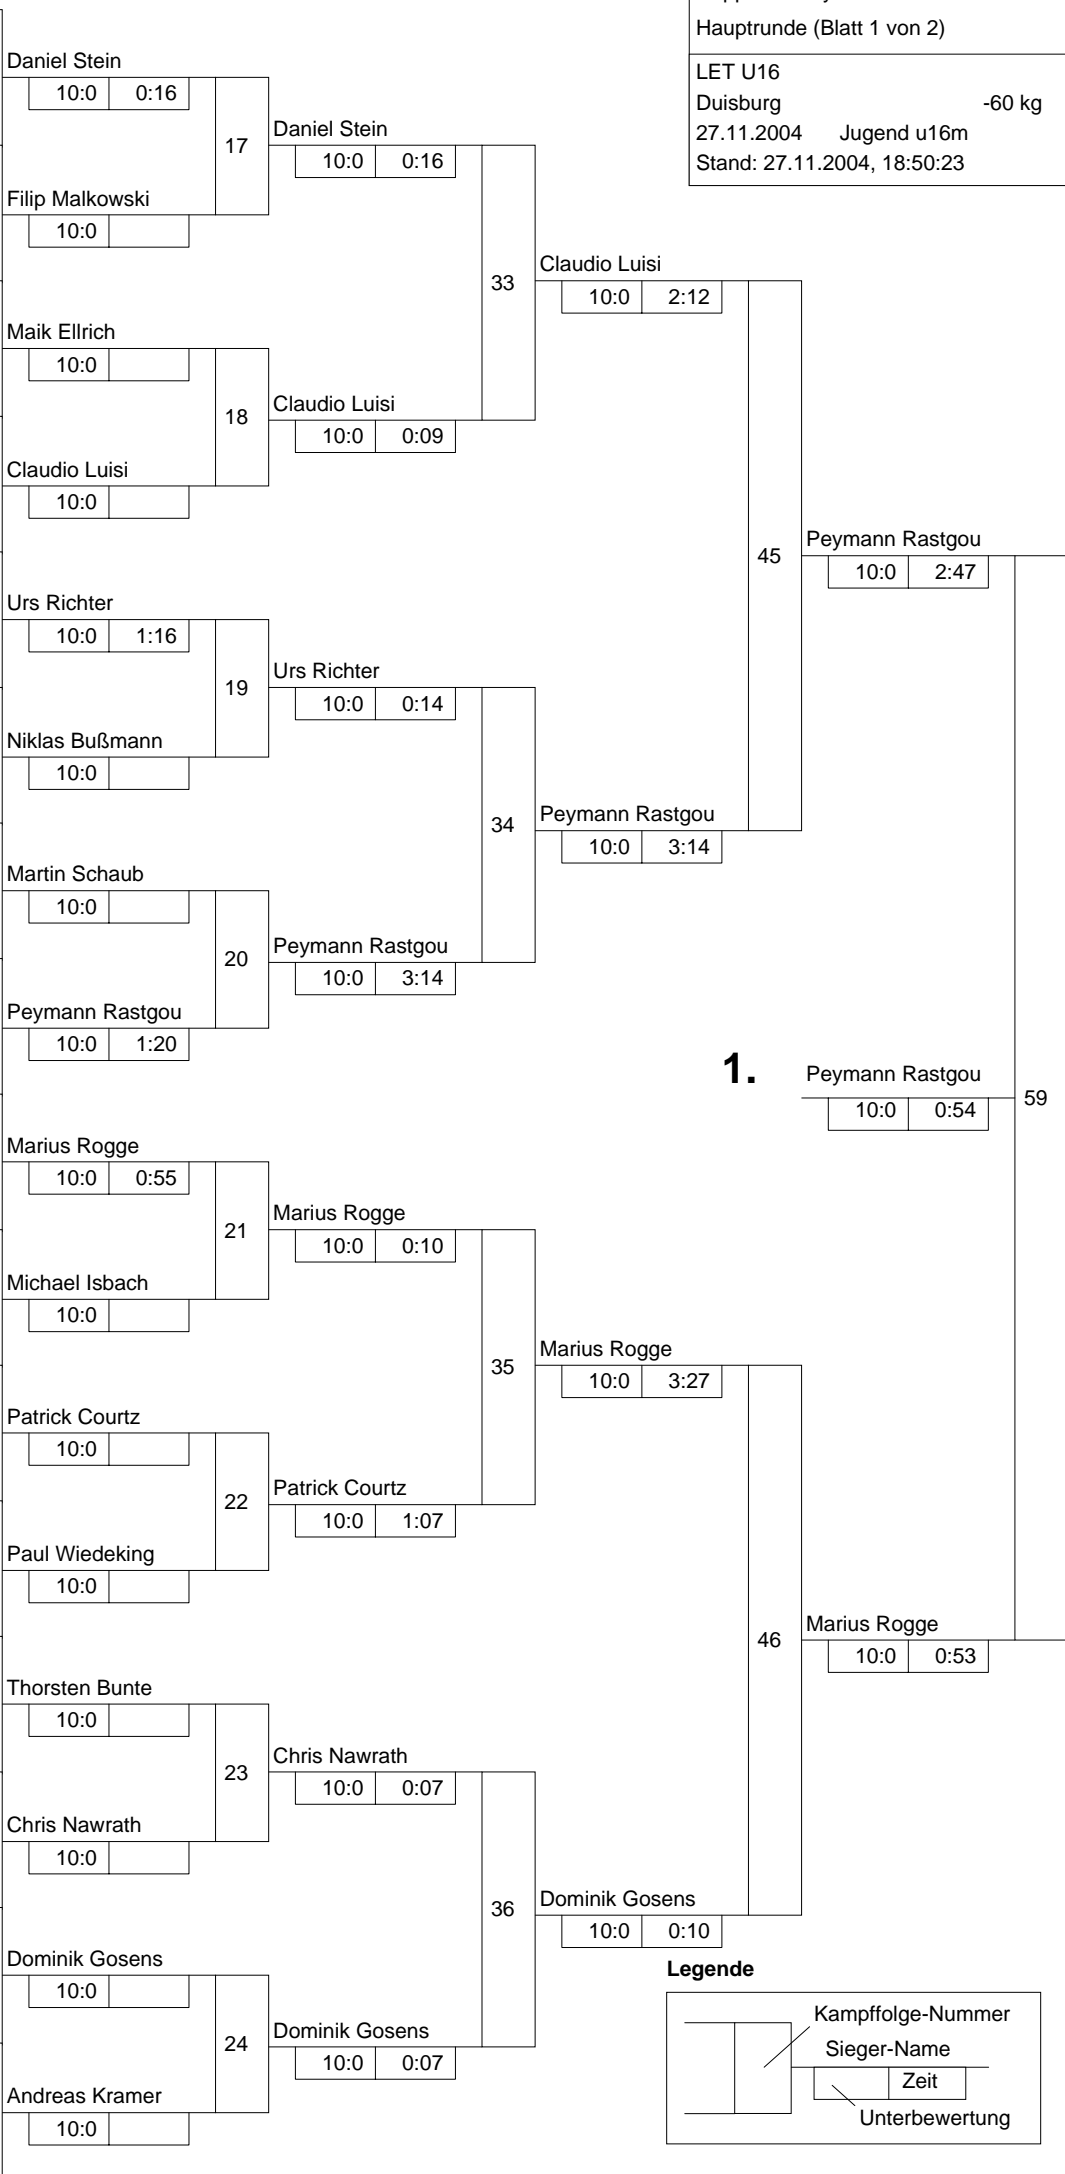 Hauptrunde (Blatt 1 von 2)
LET U16
Duisburg -60 kg
27.11.2004 Jugend u16m
Stand: 27.11.2004, 18:50:23
Daniel Stein
10:0 0:16
17
Filip Malkowski
10:0
Daniel Stein
10:0 0:16
Maik Ellrich
10:0
18
Claudio Luisi
10:0
Claudio Luisi
10:0 0:09
33
Claudio Luisi
10:0 2:12
Urs Richter
10:0 1:16
19
Niklas Bußmann
10:0
Urs Richter
10:0 0:14
Martin Schaub
10:0
20
Peymann Rastgou
10:0 1:20
Peymann Rastgou
10:0 3:14
34
Peymann Rastgou
10:0 3:14
45
Peymann Rastgou
10:0 2:47
1. Peymann Rastgou
10:0 0:54
59
Marius Rogge
10:0 0:55
21
Michael Isbach
10:0
Marius Rogge
10:0 0:10
Patrick Courtz
10:0
22
Paul Wiedeking
10:0
Patrick Courtz
10:0 1:07
35
Marius Rogge
10:0 3:27
Thorsten Bunte
10:0
23
Chris Nawrath
10:0
Chris Nawrath
10:0 0:07
Dominik Gosens
10:0
24
Andreas Kramer
10:0
Dominik Gosens
10:0 0:07
36
Dominik Gosens
10:0 0:10
46
Marius Rogge
10:0 0:53
Legende
Kampffolge-Nummer
Sieger-Name
Zeit
Unterbewertung